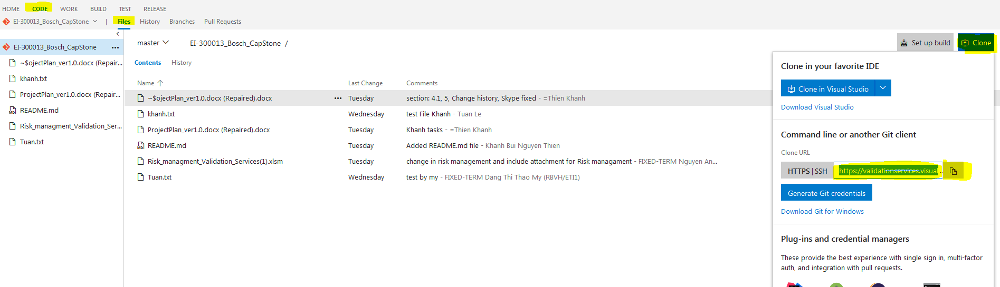 HOME CODE WORK BUILD TEST RELEASE
EI-300013_Bosch_CapStone | Files History Branches Pull Requests
EI-300013_Bosch_CapStone ...
~$ojectPlan_ver1.0.docx (Repair...
khanh.txt
ProjectPlan_ver1.0.docx (Repair...
README.md
Risk_managment_Validation_Ser...
Tuan.txt
master EI-300013_Bosch_CapStone /
Set up build Clone
Contents History
Name Last Change Comments
~$ojectPlan_ver1.0.docx (Repaired).docx ... Tuesday section: 4.1, 5, Change history, Skype fixed - =Thien Khanh
khanh.txt Wednesday test File Khanh - Tuan Le
ProjectPlan_ver1.0.docx (Repaired).docx Tuesday Khanh tasks - =Thien Khanh
README.md Tuesday Added README.md file - Khanh Bui Nguyen Thien
Risk_managment_Validation_Services(1).xlsm Tuesday change in risk management and include attachment for Risk managament - FIXED-TERM Nguyen An...
Tuan.txt Wednesday test by my - FIXED-TERM Dang Thi Thao My (RBVH/ETI1)
Clone in your favorite IDE
Clone in Visual Studio
Download Visual Studio
Command line or another Git client
Clone URL
HTTPS | SSH https://validationservices.visual...
Generate Git credentials
Download Git for Windows
Plug-ins and credential managers
These provide the best experience with single sign in, multi-factor
auth, and integration with pull requests.